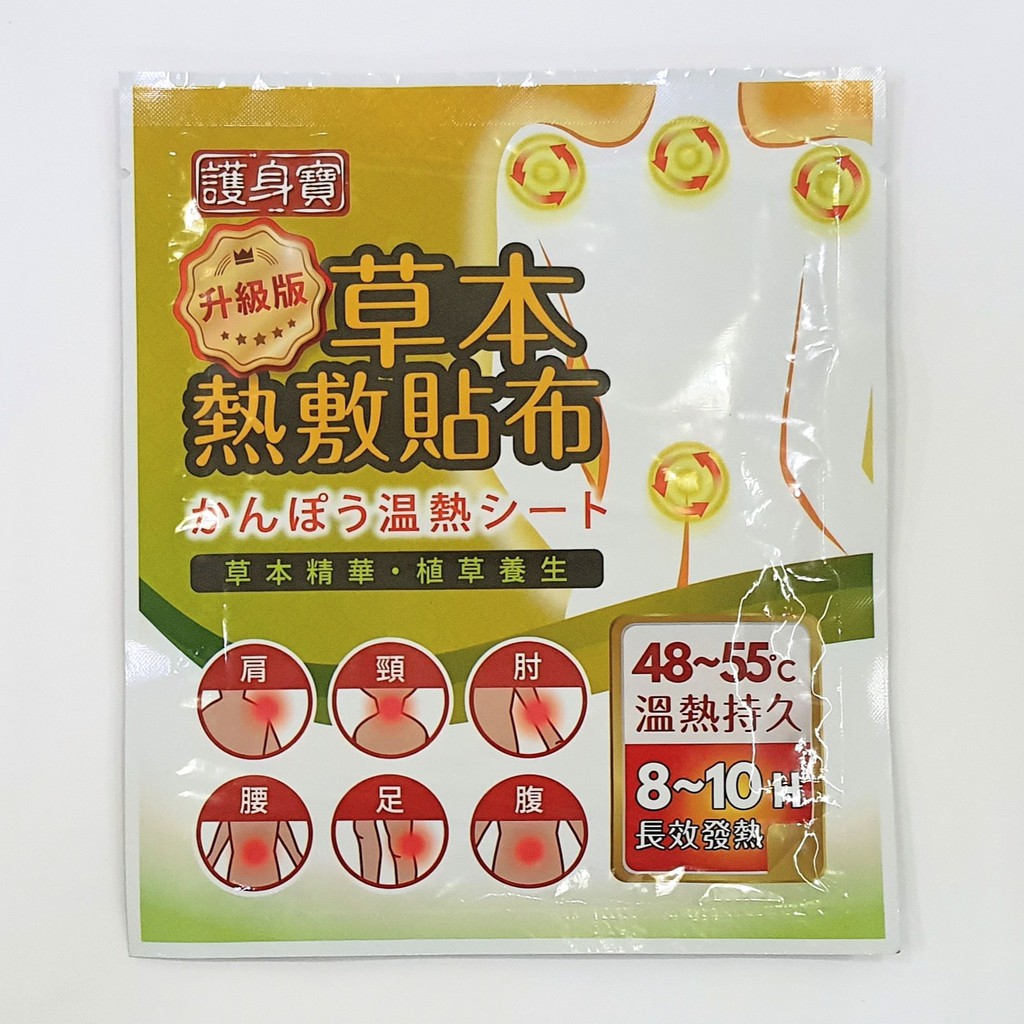 護身寶
升級版
草本
熱敷貼布
かんぽう温熱シート
草本精華・植草養生
肩
頸
肘
腰
足
腹
48~55°C
溫熱持久
8~10H
長效發熱